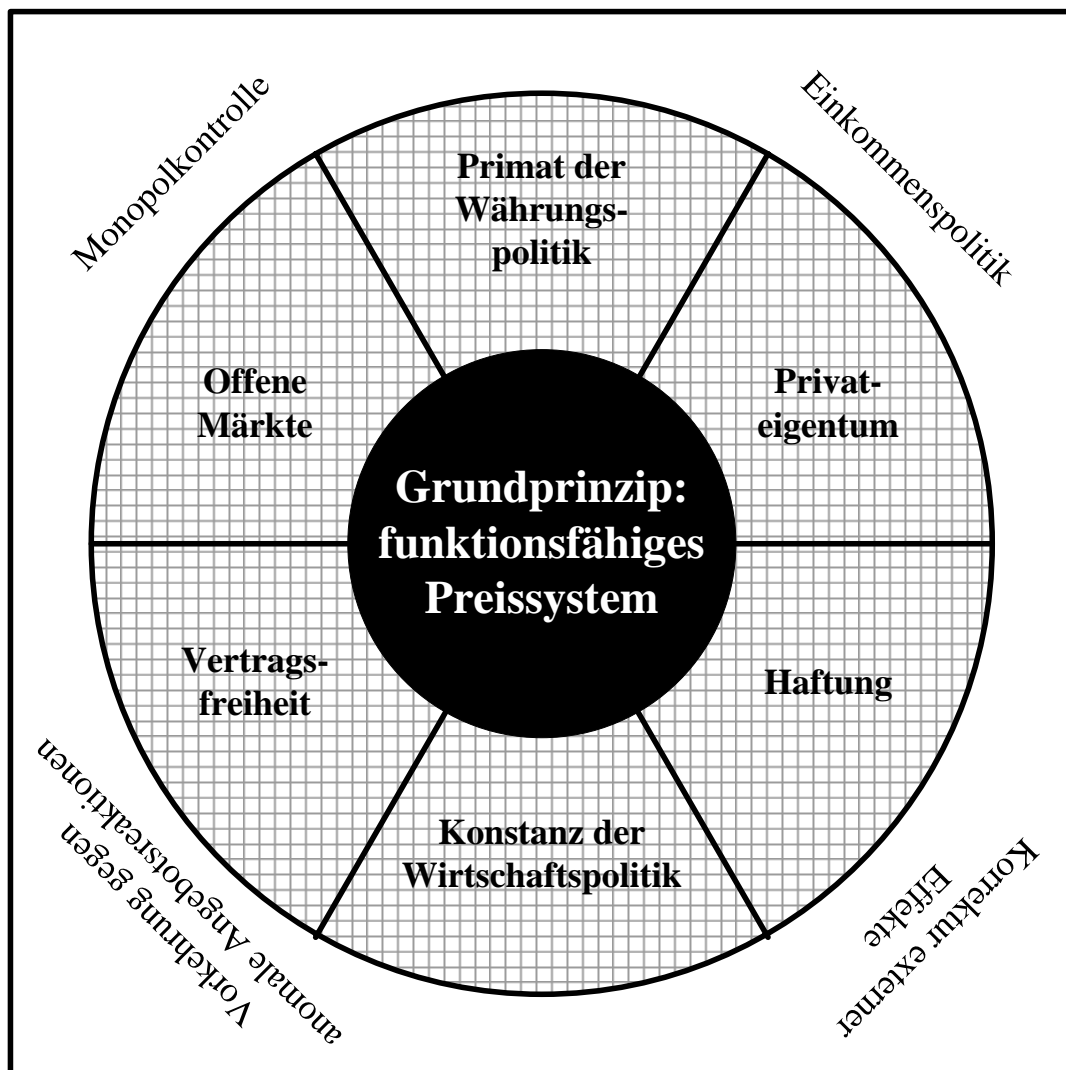 Monopolkontrolle
Einkommenspolitik
Primat der
Währungs-
politik
Offene
Märkte
Privat-
eigentum
Grundprinzip:
funktionsfähiges
Preissystem
Vertrags-
freiheit
Haftung
Konstanz der
Wirtschaftspolitik
Vorkehrung gegen
anomale Angebotsreaktionen
Korrektur externer
Effekte